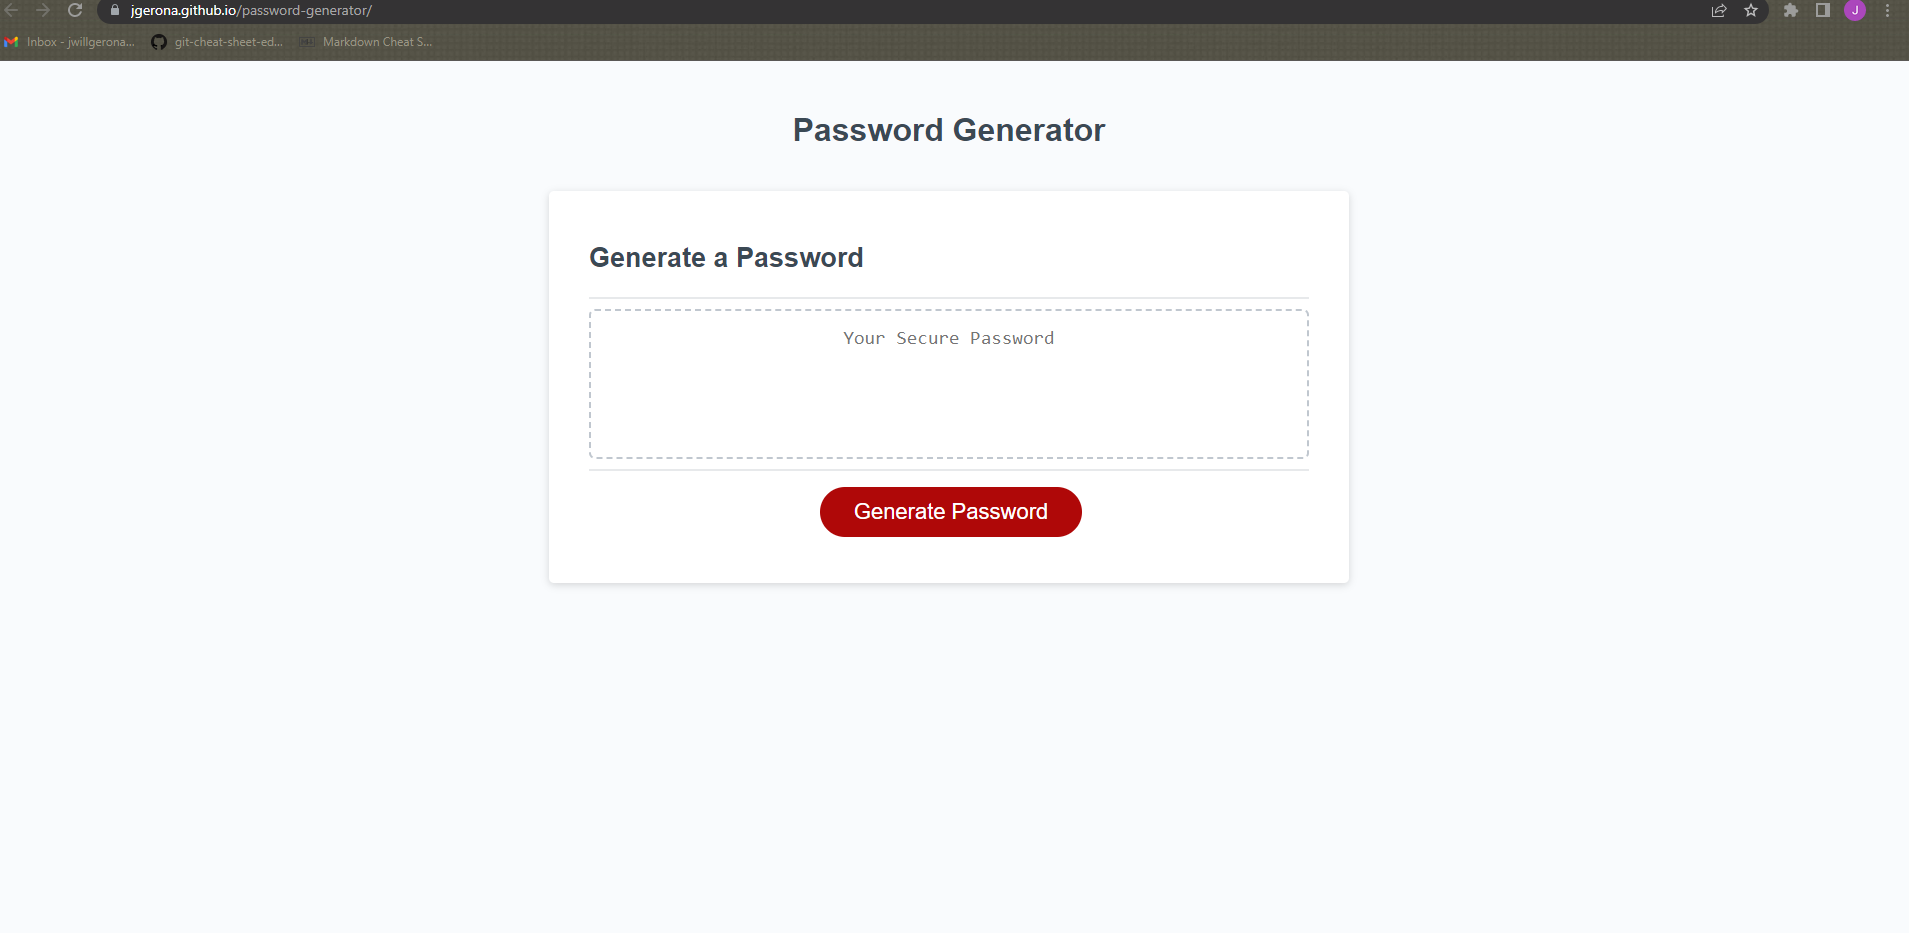 jgerona.github.io/password-generator/
J
Inbox - jwillgerona...
git-cheat-sheet-ed...
Markdown Cheat S...
Password Generator
Generate a Password
Your Secure Password
Generate Password